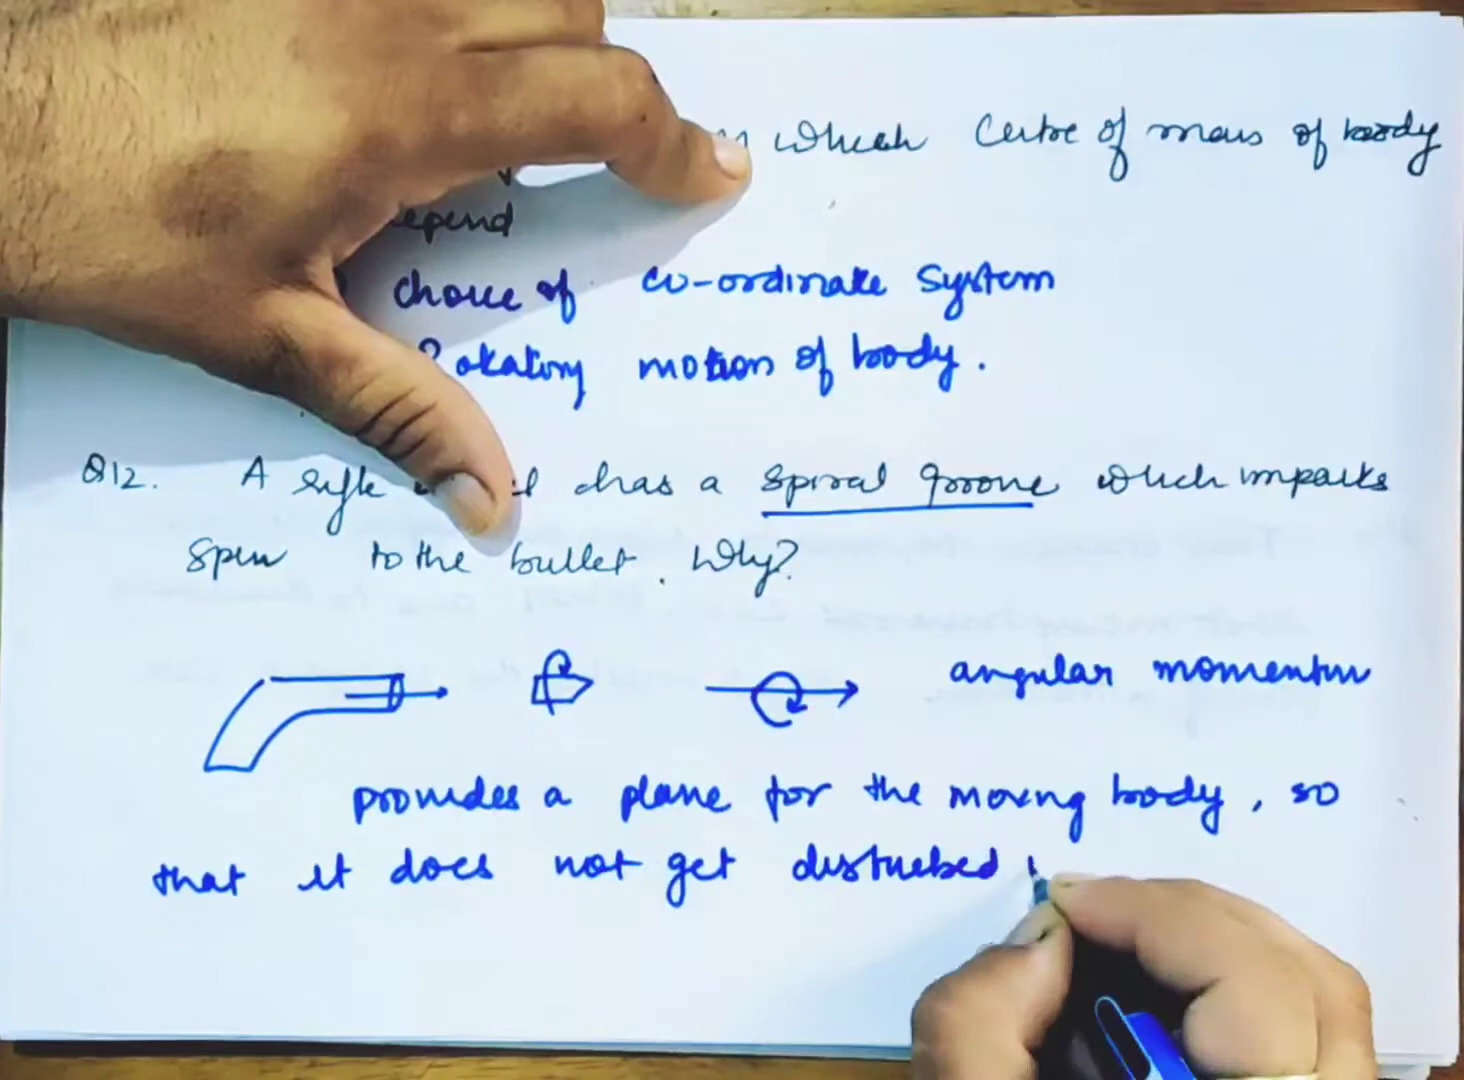 which Centre of mass of body
depend
choice of co-ordinate system
Rotatory motion of body.
Q12. A rifle has a spiral groove which imparts
spin to the bullet. Why?
angular momentum
provides a plane for the moving body, so
that it does not get disturbed